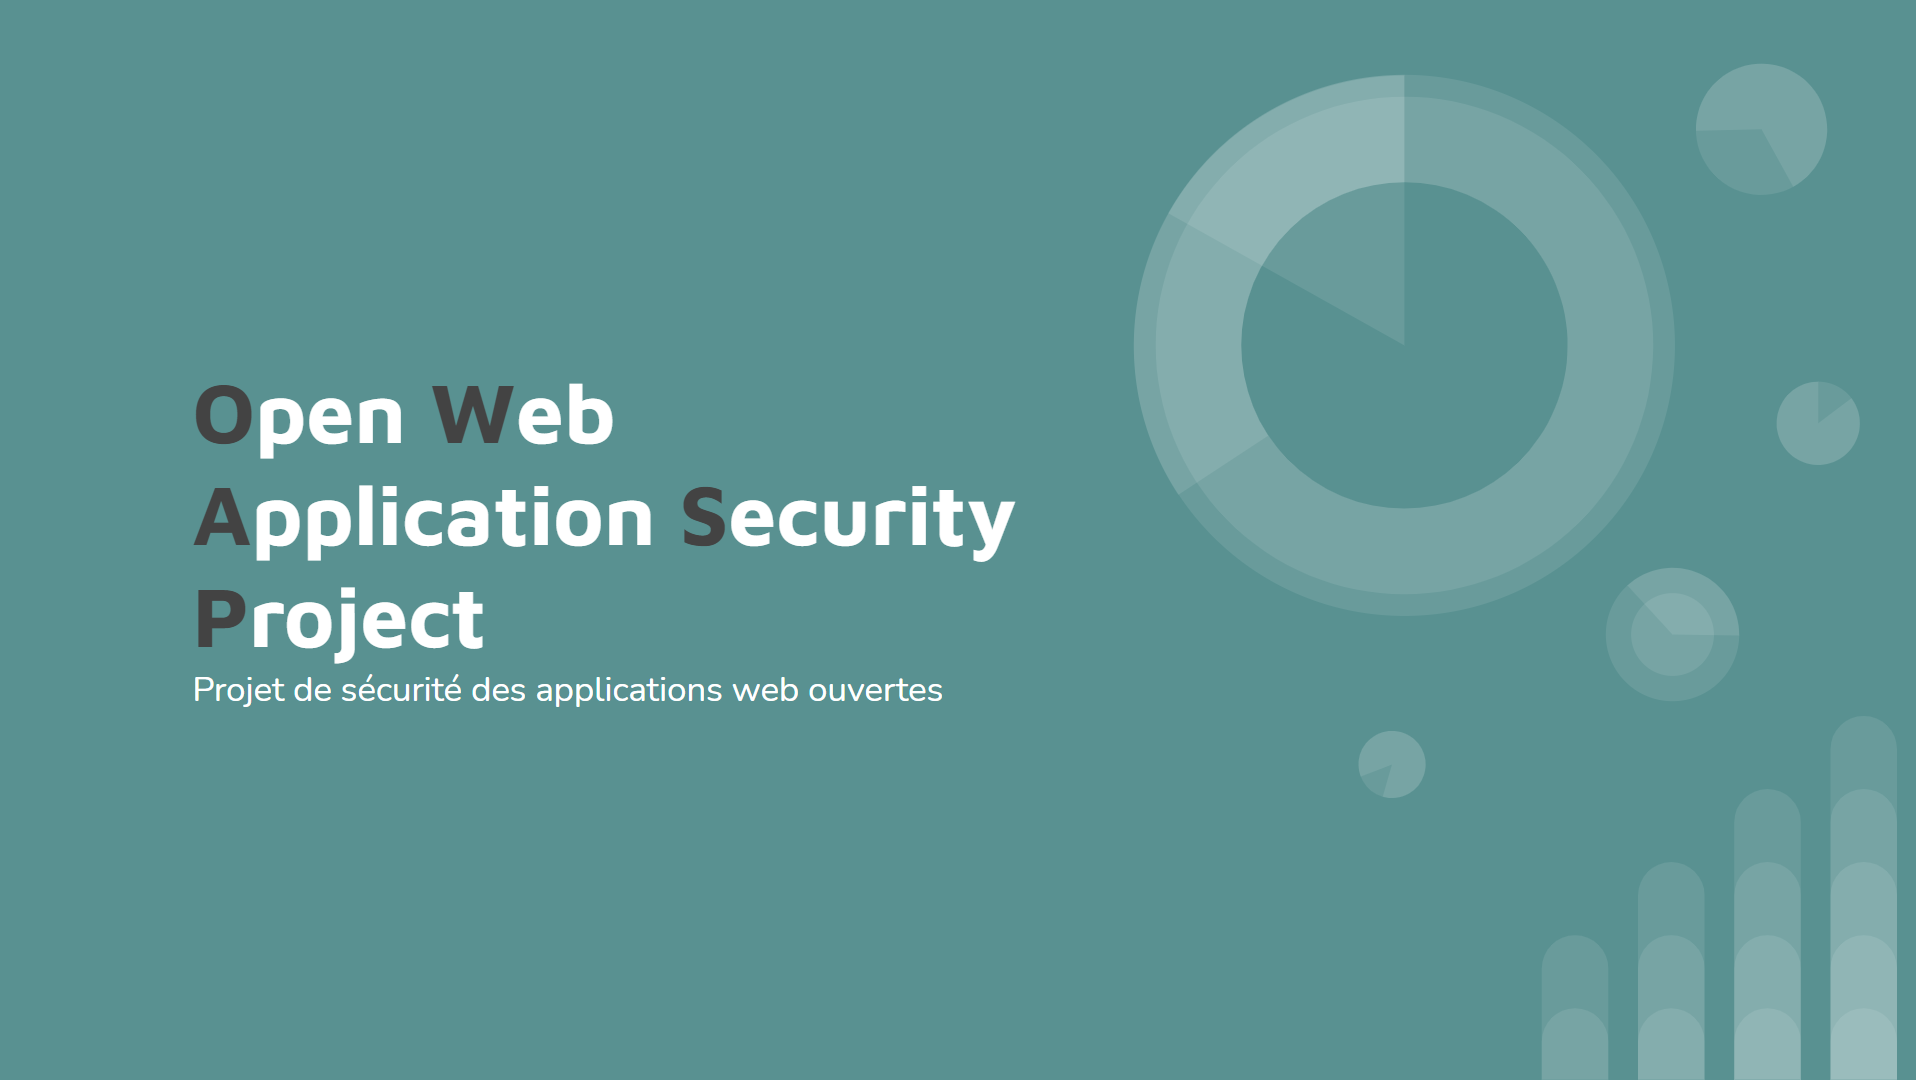 Open Web
Application Security
Project
Projet de sécurité des applications web ouvertes